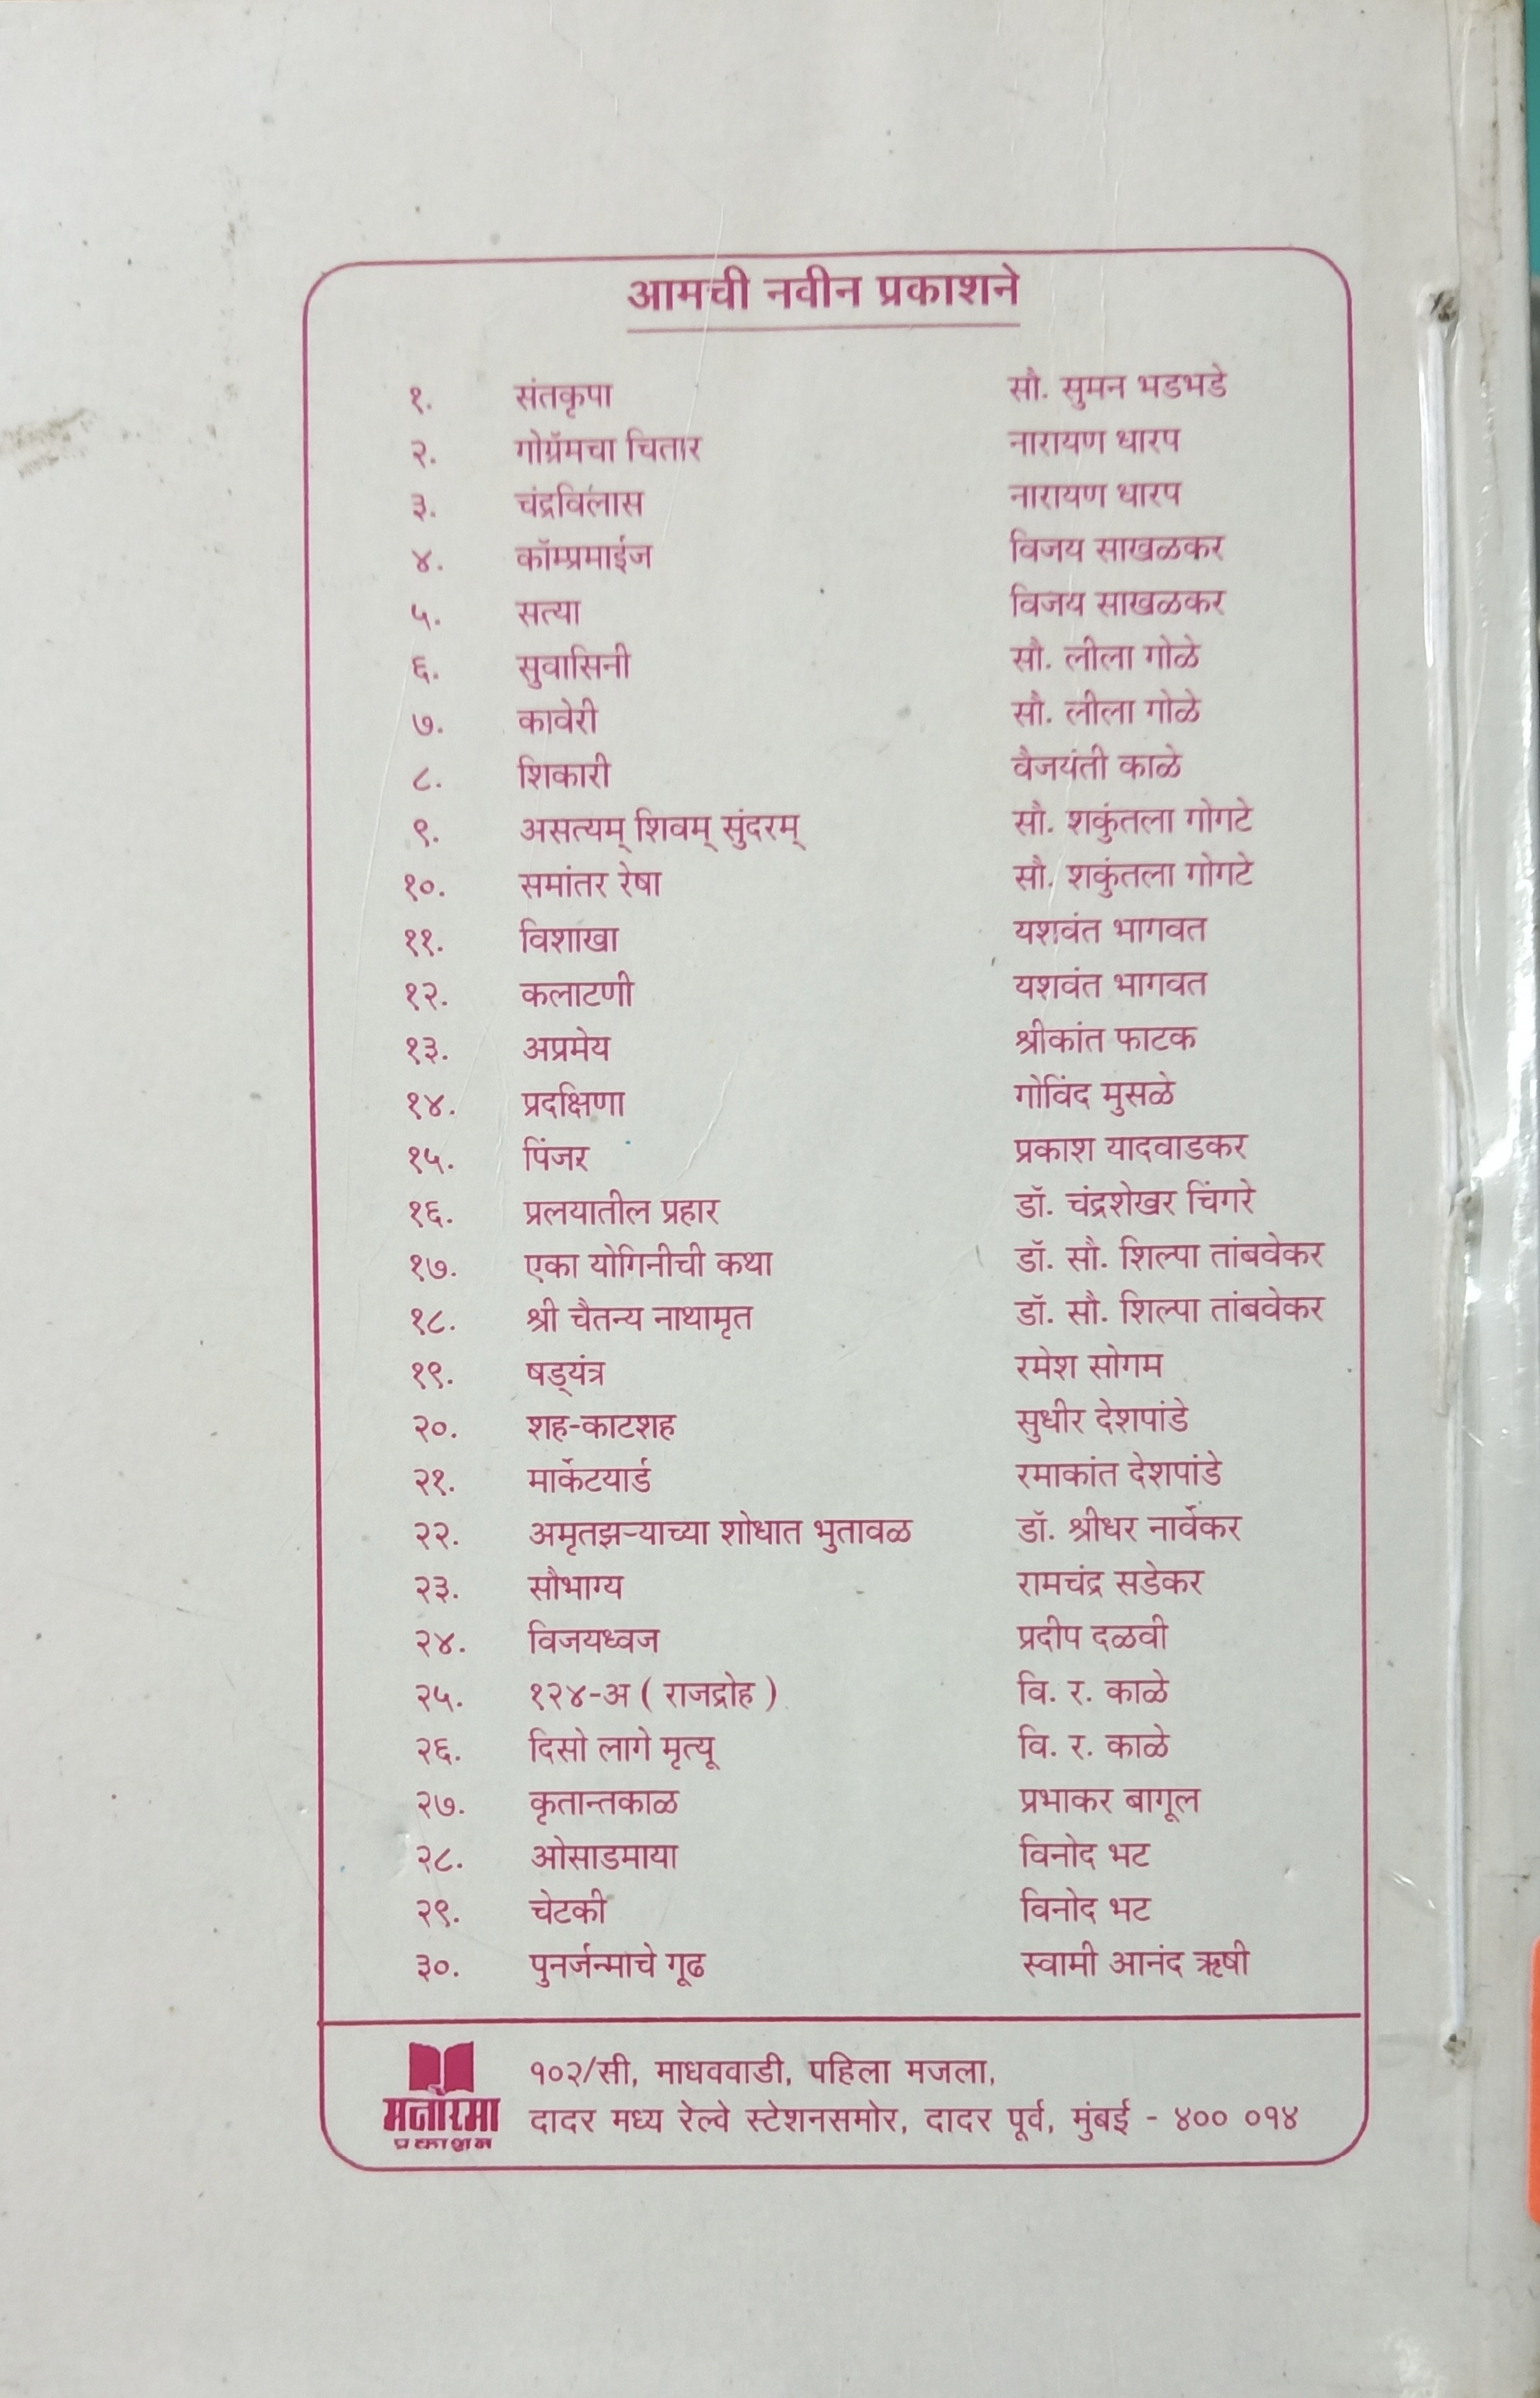 आमची नवीन प्रकाशने
१. संतकृपा सौ. सुमन भडभडे
२. गोग्रॅमचा चितार नारायण धारप
३. चंद्रविलास नारायण धारप
४. कॉम्प्रमाईज विजय साखळकर
५. सत्या विजय साखळकर
६. सुवासिनी सौ. लीला गोळे
७. कावेरी सौ. लीला गोळे
८. शिकारी वैजयंती काळे
९. असत्यम् शिवम् सुंदरम् सौ. शकुंतला गोगटे
१०. समांतर रेषा सौ. शकुंतला गोगटे
११. विशाखा यशवंत भागवत
१२. कलाटणी यशवंत भागवत
१३. अप्रमेय श्रीकांत फाटक
१४. प्रदक्षिणा गोविंद मुसळे
१५. पिंजर प्रकाश यादवाडकर
१६. प्रलयातील प्रहार डॉ. चंद्रशेखर चिंगरे
१७. एका योगिनीची कथा डॉ. सौ. शिल्पा तांबवेकर
१८. श्री चैतन्य नाथामृत डॉ. सौ. शिल्पा तांबवेकर
१९. षड्‌यंत्र रमेश सोगम
२०. शह-काटशह सुधीर देशपांडे
२१. मार्केटयार्ड रमाकांत देशपांडे
२२. अमृतझऱ्याच्या शोधात भुतावळ डॉ. श्रीधर नार्वेकर
२३. सौभाग्य रामचंद्र सडेकर
२४. विजयध्वज प्रदीप दळवी
२५. १२४-अ ( राजद्रोह ) वि. र. काळे
२६. दिसो लागे मृत्यू वि. र. काळे
२७. कृतान्तकाळ प्रभाकर बागूल
२८. ओसाडमाया विनोद भट
२९. चेटकी विनोद भट
३०. पुनर्जन्माचे गूढ स्वामी आनंद ऋषी
मनोरमा
प्रकाशन
१०२/सी, माधववाडी, पहिला मजला,
दादर मध्य रेल्वे स्टेशनसमोर, दादर पूर्व, मुंबई - ४०० ०१४